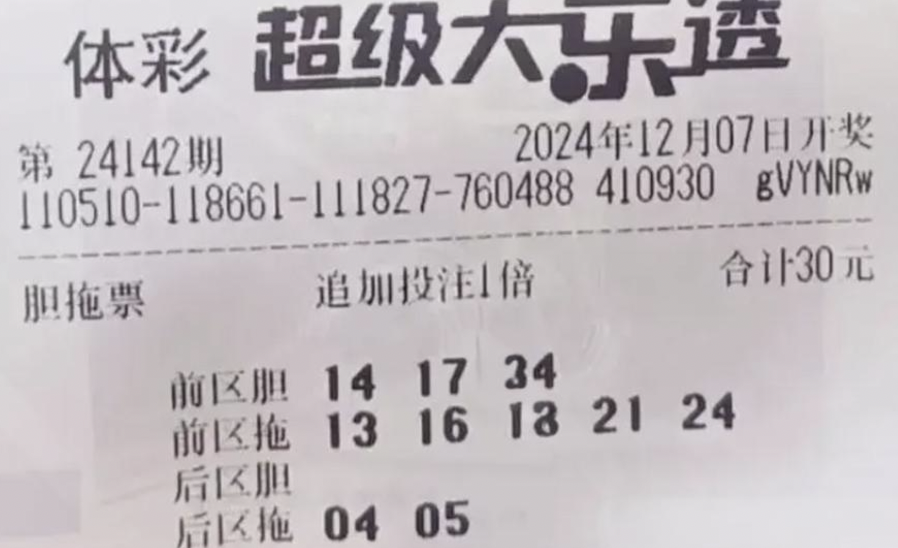 体彩 超级大乐透
第 24142期 2024年12月07日开奖
110510-118661-111827-760488 410930 gVYNRw
胆拖票 追加投注1倍 合计30元
前区胆 14 17 34
前区拖 13 16 18 21 24
后区胆
后区拖 04 05